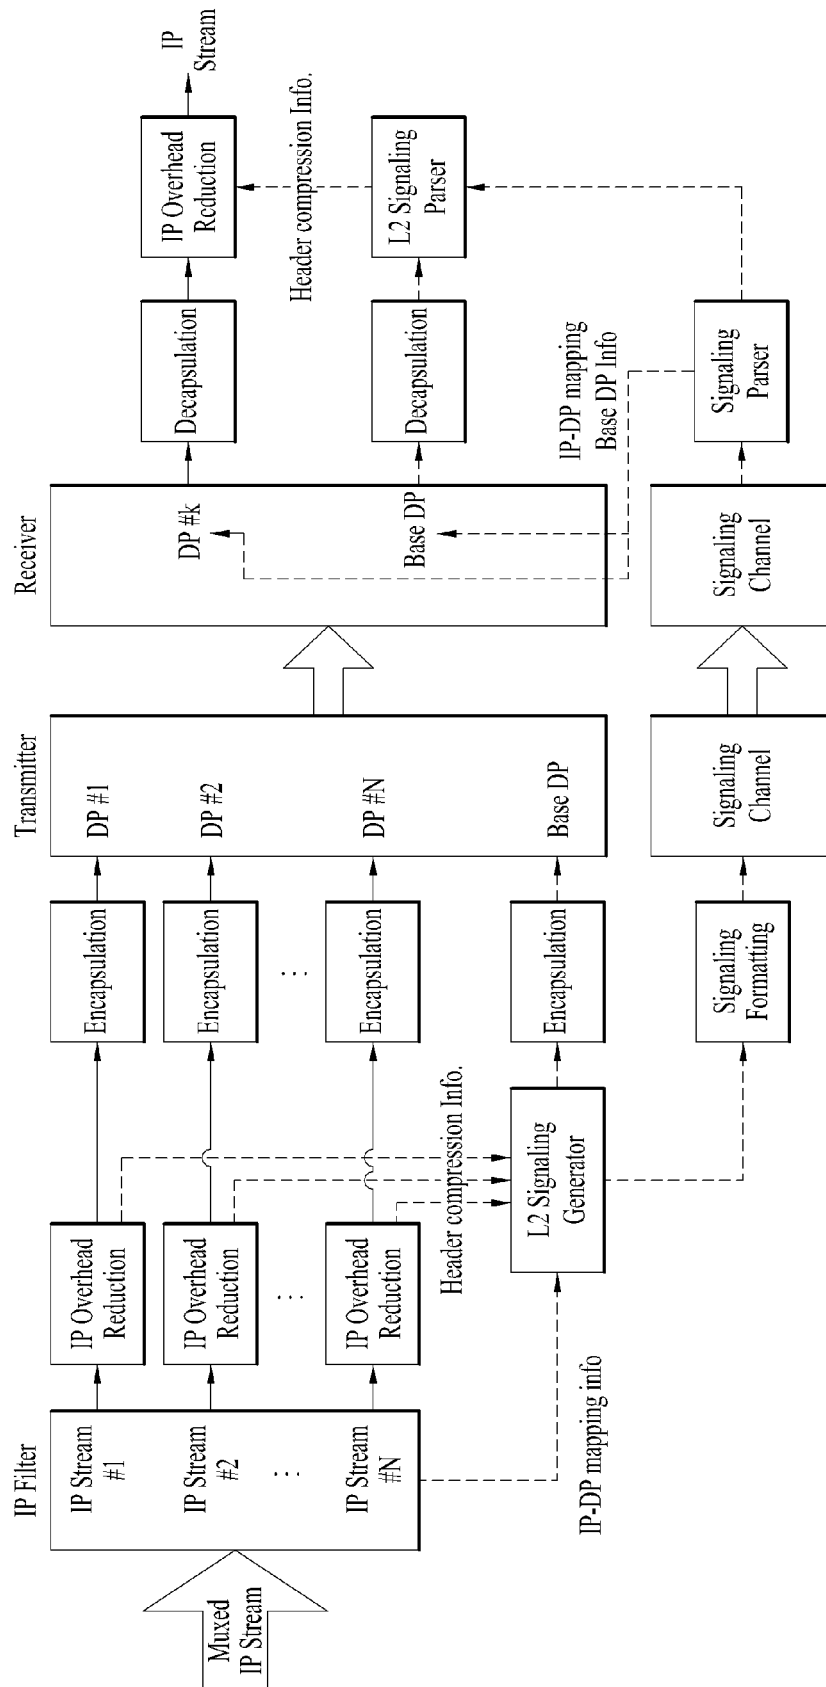 Muxed
IP Stream
IP Filter
IP Stream
#1
IP Stream
#2
...
IP Stream
#N
IP-DP mapping info
IP Overhead
Reduction
IP Overhead
Reduction
...
IP Overhead
Reduction
Header compression Info.
L2 Signaling
Generator
Encapsulation
Encapsulation
...
Encapsulation
Encapsulation
Signaling
Formatting
Transmitter
DP #1
DP #2
DP #N
Base DP
Signaling
Channel
Receiver
DP #k
Base DP
Signaling
Channel
Decapsulation
Decapsulation
IP-DP mapping
Base DP Info
Signaling
Parser
IP Overhead
Reduction
Header compression Info.
L2 Signaling
Parser
IP
Stream